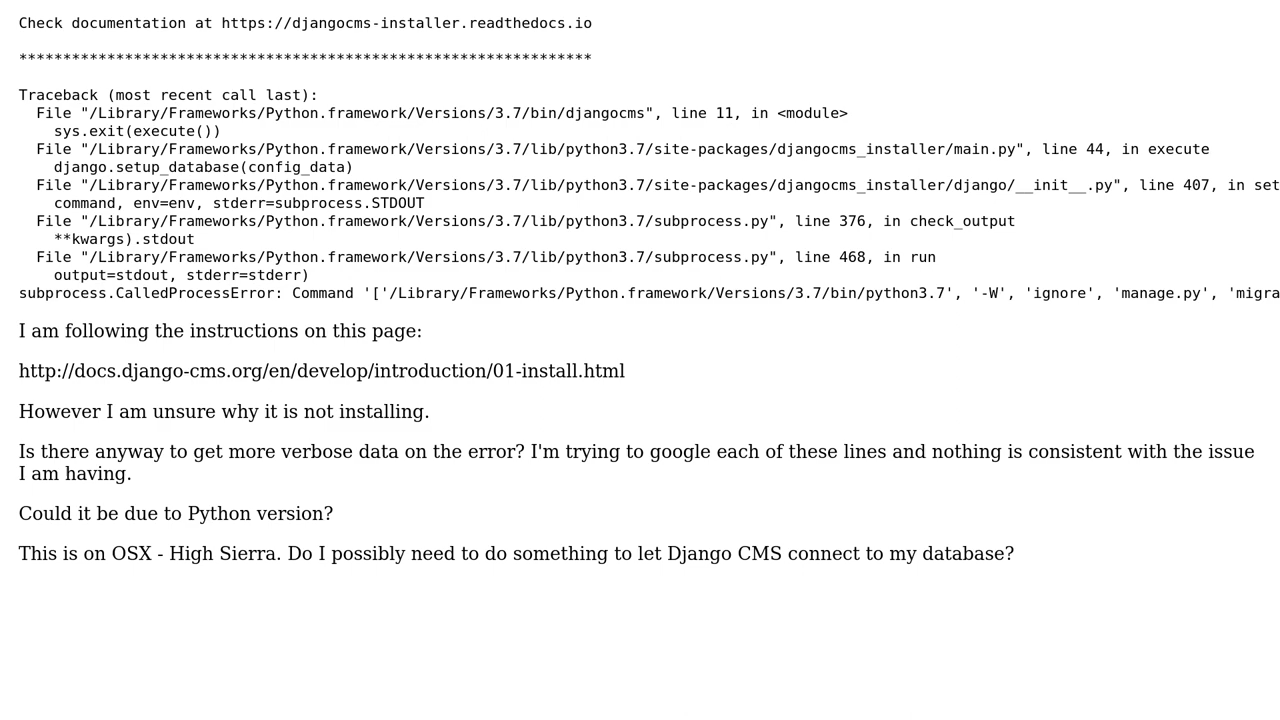 Check documentation at https://djangocms-installer.readthedocs.io
*****************************************************************
Traceback (most recent call last):
  File "/Library/Frameworks/Python.framework/Versions/3.7/bin/djangocms", line 11, in <module>
    sys.exit(execute())
  File "/Library/Frameworks/Python.framework/Versions/3.7/lib/python3.7/site-packages/djangocms_installer/main.py", line 44, in execute
    django.setup_database(config_data)
  File "/Library/Frameworks/Python.framework/Versions/3.7/lib/python3.7/site-packages/djangocms_installer/django/__init__.py", line 407, in set
    command, env=env, stderr=subprocess.STDOUT
  File "/Library/Frameworks/Python.framework/Versions/3.7/lib/python3.7/subprocess.py", line 376, in check_output
    **kwargs).stdout
  File "/Library/Frameworks/Python.framework/Versions/3.7/lib/python3.7/subprocess.py", line 468, in run
    output=stdout, stderr=stderr)
subprocess.CalledProcessError: Command '['/Library/Frameworks/Python.framework/Versions/3.7/bin/python3.7', '-W', 'ignore', 'manage.py', 'migra
I am following the instructions on this page:
http://docs.django-cms.org/en/develop/introduction/01-install.html
However I am unsure why it is not installing.
Is there anyway to get more verbose data on the error? I'm trying to google each of these lines and nothing is consistent with the issue
I am having.
Could it be due to Python version?
This is on OSX - High Sierra. Do I possibly need to do something to let Django CMS connect to my database?